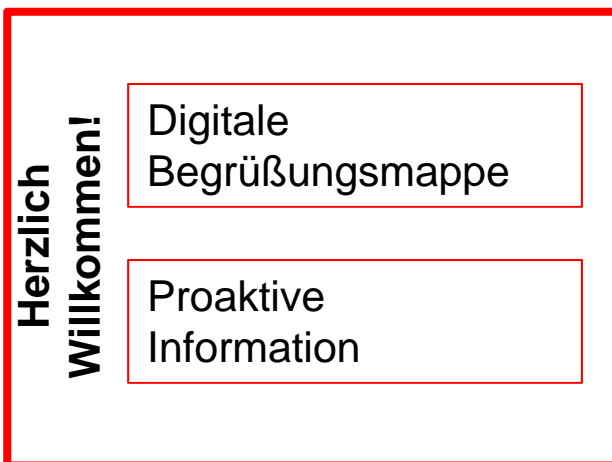 Herzlich
Willkommen!
Digitale
Begrüßungsmappe
Proaktive
Information